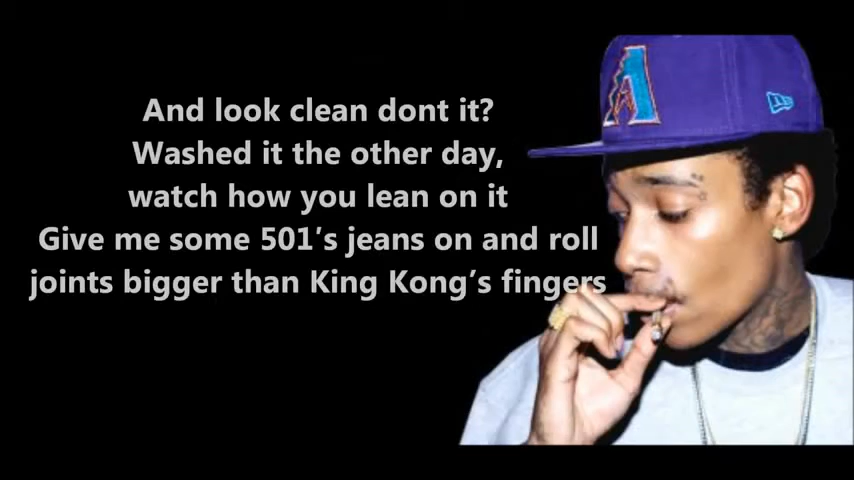 And look clean dont it?
Washed it the other day,
watch how you lean on it
Give me some 501's jeans on and roll
joints bigger than King Kong's fingers
A